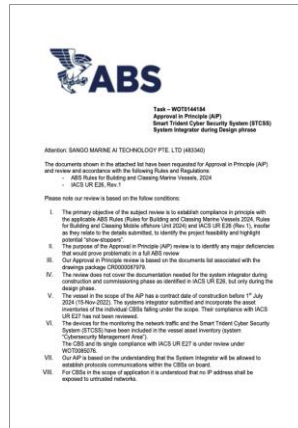 ABS
Task – WOT0144184
Approval in Principle (AiP)
Smart Trident Cyber Security System (STCSS)
System Integrator during Design phrase
Attention: SANGO MARINE AI TECHNOLOGY PTE. LTD (483340)
The documents shown in the attached list have been requested for Approval in Principle (AiP)
and review and accordance with the following Rules and Regulations:
- ABS Rules for Building and Classing Marine Vessels, 2024
- IACS UR E26, Rev.1
Please note our review is based on the follow conditions:
I. The primary objective of the subject review is to establish compliance in principle with
the applicable ABS Rules (Rules for Building and Classing Marine Vessels 2024, Rules
for Building and Classing Mobile offshore Unit 2024) and IACS UR E26 (Rev.1), insofar
as they relate to the details submitted, to identify the project feasibility and highlight
potential "show-stoppers".
II. The purpose of the Approval in Principle (AiP) review is to identify any major deficiencies
that would prove problematic in a full ABS review
III. Our Approval in Principle review is based on the documents list associated with the
drawings package CR0000087979.
IV. The review does not cover the documentation needed for the system integrator during
construction and commissioning phase as identified in IACS UR E26, but only during the
design phase.
V. The vessel in the scope of the AiP has a contract date of construction before 1st July
2024 (15-Nov-2022). The systems integrator submitted and incorporates the asset
inventories of the individual CBSs falling under the scope. Their compliance with IACS
UR E27 has not been reviewed.
VI. The devices for the monitoring the network traffic and the Smart Trident Cyber Security
System (STCSS) have been included in the vessel asset inventory (system
"Cybersecurity Management Area").
The CBS and its single compliance with IACS UR E27 is under review under
WOT0085076.
VII. Our AiP is based on the understanding that the System Integrator will be allowed to
establish protocols communications within the CBSs on board.
VIII. For CBSs in the scope of application it is understood that no IP address shall be
exposed to untrusted networks.